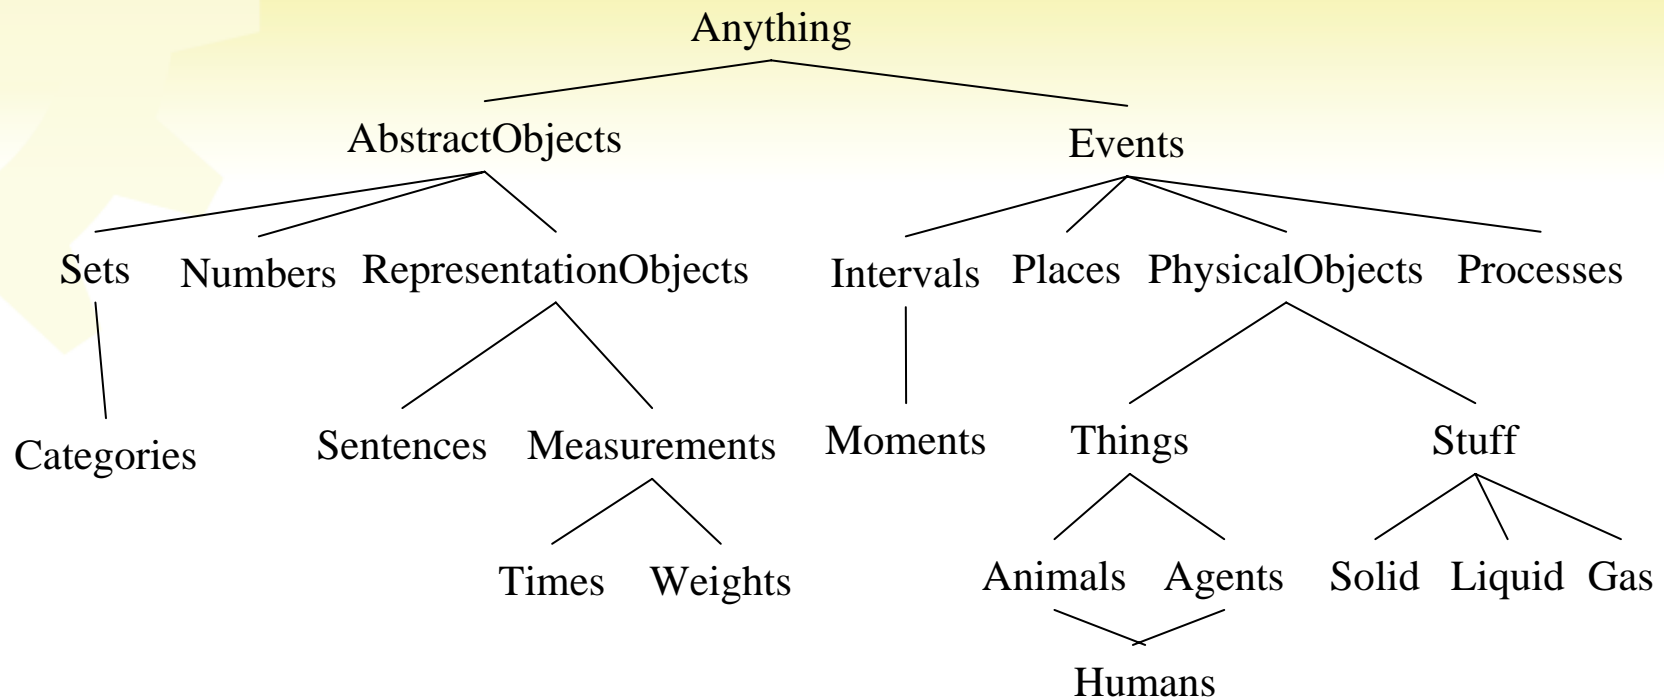 Anything
AbstractObjects Events
Sets Numbers RepresentationObjects Intervals Places PhysicalObjects Processes
Categories Sentences Measurements Moments Things Stuff
Times Weights Animals Agents Solid Liquid Gas
Humans